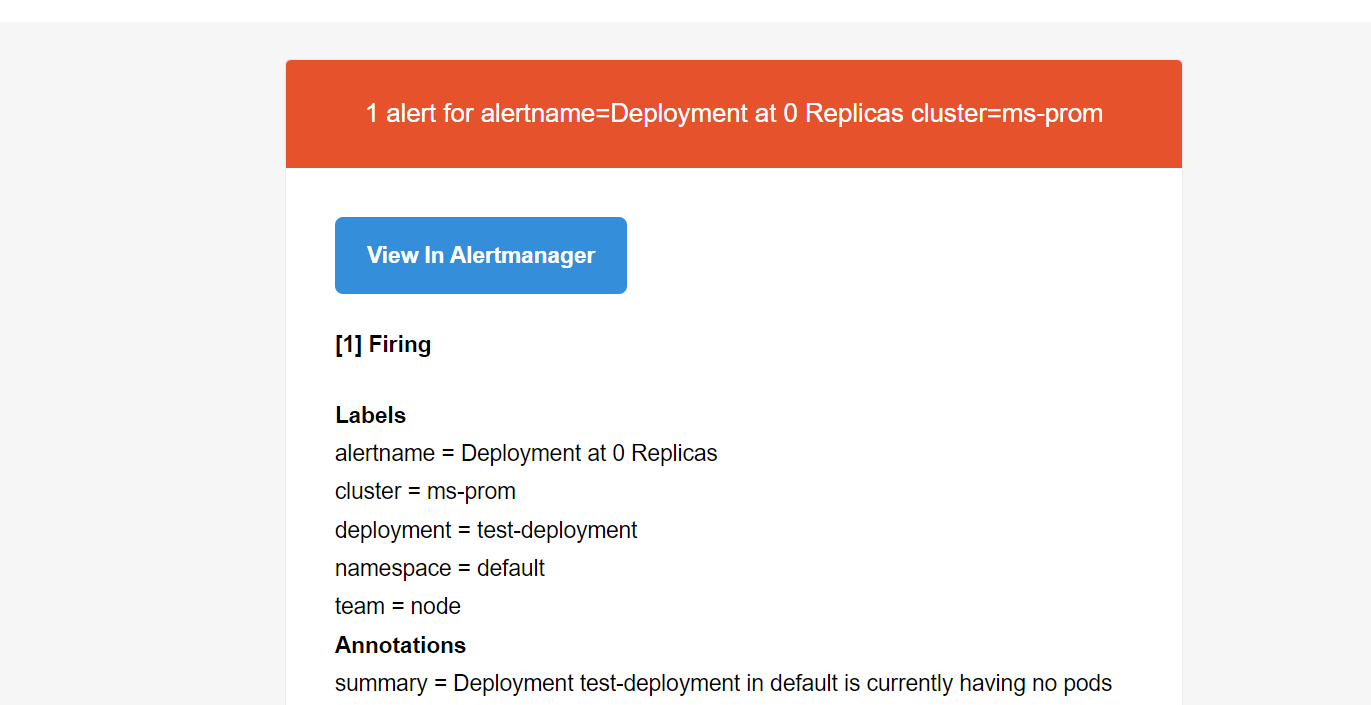 1 alert for alertname=Deployment at 0 Replicas cluster=ms-prom
View In Alertmanager
[1] Firing
Labels
alertname = Deployment at 0 Replicas
cluster = ms-prom
deployment = test-deployment
namespace = default
team = node
Annotations
summary = Deployment test-deployment in default is currently having no pods